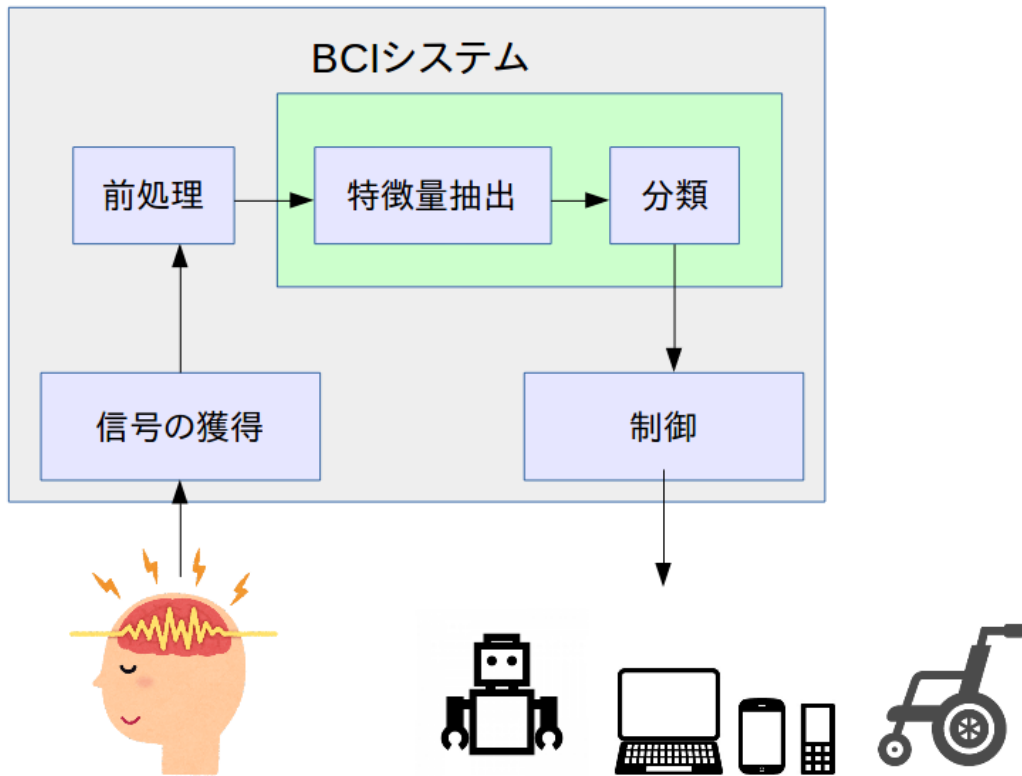 BCIシステム
前処理
特徴量抽出
分類
信号の獲得
制御